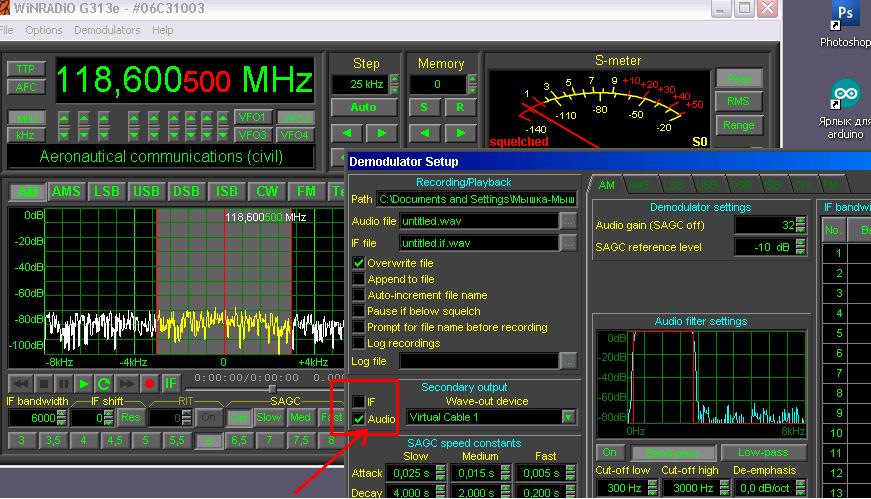 WiNRADiO G313e - #06C31003
File Options Demodulators Help
TTP
AFC
118,600500 MHz
MHz
kHz
VFO1 VFO2
VFO3 VFO4
Aeronautical communications (civil)
Step
25 kHz
Auto
Memory
0
S R
S-meter
1 3 5 7 9 +10 +20 +30 +40 +50
-140 -110 -80 -50 -20
squelched
S0
Peak
RMS
Range
Photoshop
Ярлык для
arduino
AM AMS LSB USB DSB ISB CW FM
118,600500 MHz
0dB
-20dB
-40dB
-60dB
-80dB
-100dB
-8kHz -4kHz 0
0:00:00/0:00:00
IF
IF bandwidth IF shift RIT SAGC
6000 0 Res 0 On Off Slow Med Fast
3 3,5 4 4,5 5 5,5 6 6,5 7 7,5 8
Demodulator Setup
Recording/Playback
Path C:\Documents and Settings\Мышка-Мыш
Audio file untitled.wav ...
IF file untitled.if.wav ...
Overwrite file
Append to file
Auto-increment file name
Pause if below squelch
Prompt for file name before recording
Log recordings
Log file ...
Secondary output
IF Wave-out device
Audio Virtual Cable 1
SAGC speed constants
Slow Medium Fast
Attack 0,025 s 0,015 s 0,005 s
Decay 4,000 s 2,000 s 0,200 s
AM AMS LSB USB DSB ISB CW FM
Demodulator settings
Audio gain (SAGC off) 32
SAGC reference level -10 dB
Audio filter settings
0dB
-20dB
-40dB
-60dB
-80dB
0Hz 8kHz
On Band-pass Low-pass
Cut-off low Cut-off high De-emphasis
300 Hz 3000 Hz 0,0 dB/oct
IF bandwi
No.
1
2
3
4
5
6
7
8
9
10
11
12
13